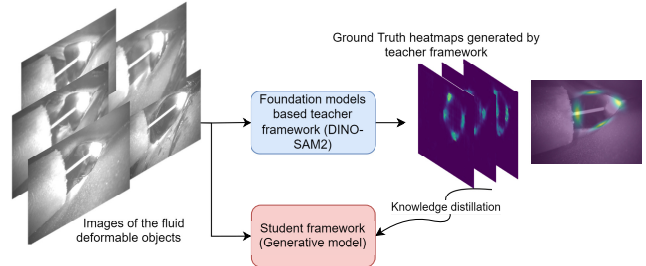 Ground Truth heatmaps generated by
teacher framework
Foundation models
based teacher
framework (DINO-
SAM2)
Knowledge distillation
Images of the fluid
deformable objects
Student framework
(Generative model)